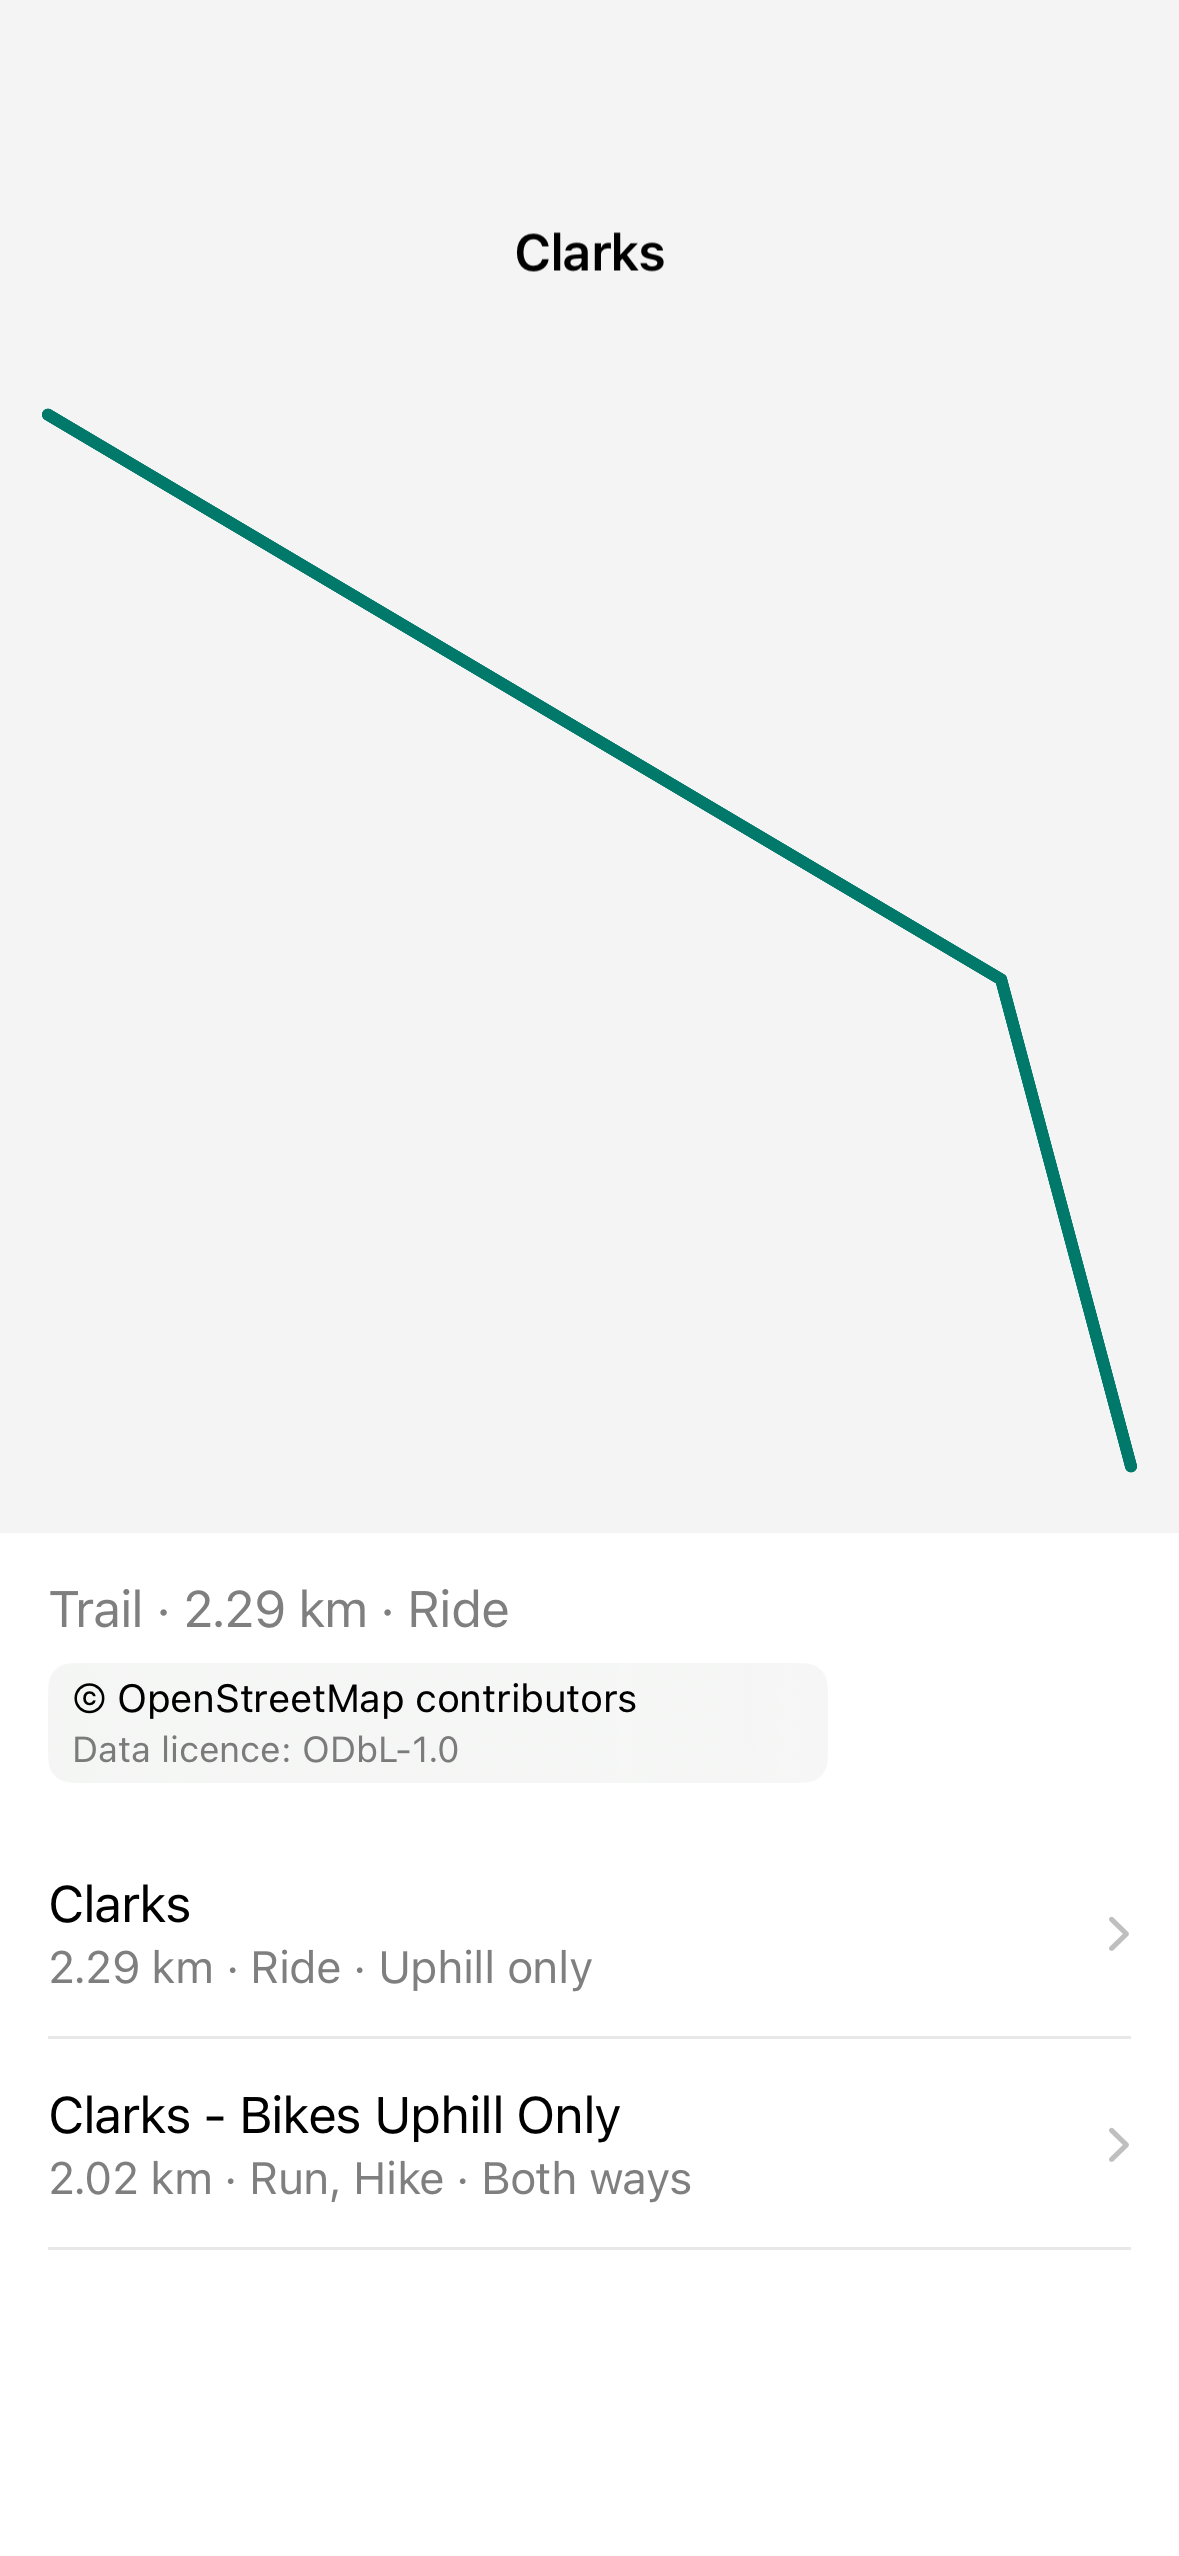 Clarks
Trail · 2.29 km · Ride
© OpenStreetMap contributors
Data licence: ODbL-1.0
Clarks
2.29 km · Ride · Uphill only
Clarks - Bikes Uphill Only
2.02 km · Run, Hike · Both ways